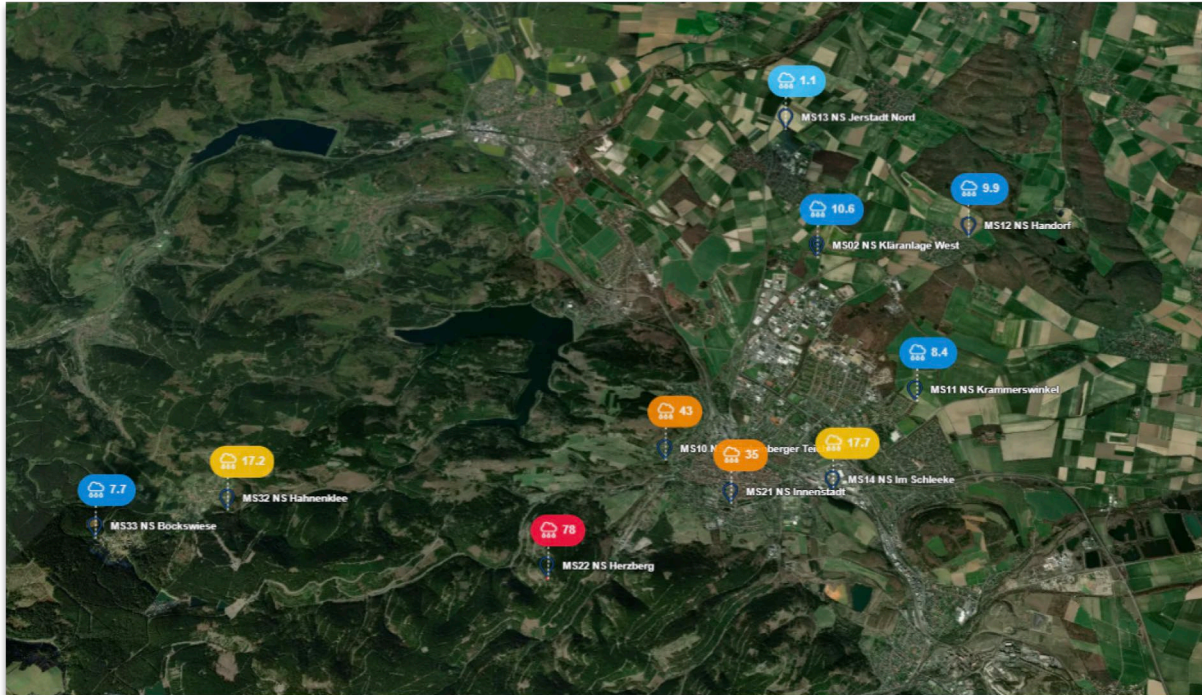 1.1
MS13 NS Jerstadt Nord
9.9
MS12 NS Handorf
10.6
MS02 NS Kläranlage West
8.4
MS11 NS Krammerswinkel
43
MS10
35
MS21 NS Innenstadt
17.7
MS14 NS Im Schleeke
17.2
MS32 NS Hahnenklee
7.7
MS33 NS Bockswiese
78
MS22 NS Herzberg